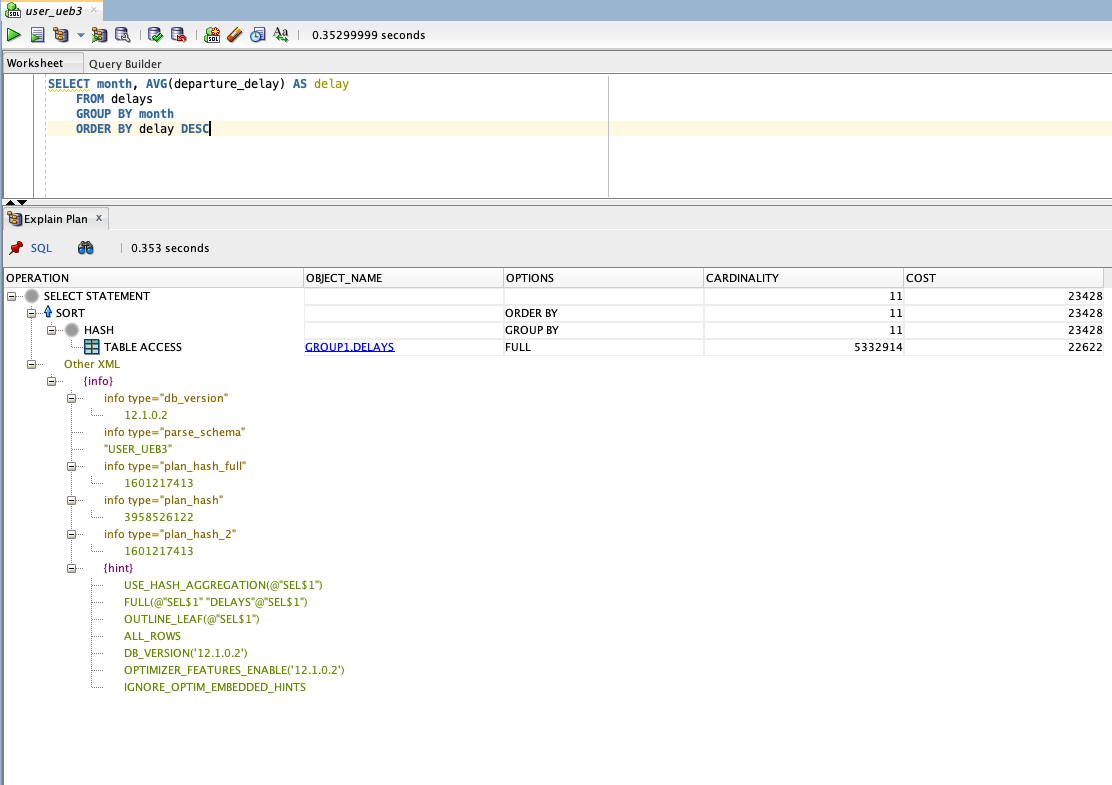 user_ueb3
0.35299999 seconds
Worksheet Query Builder
SELECT month, AVG(departure_delay) AS delay
FROM delays
GROUP BY month
ORDER BY delay DESC
Explain Plan x
SQL 0.353 seconds
OPERATION OBJECT_NAME OPTIONS CARDINALITY COST
SELECT STATEMENT 11 23428
SORT ORDER BY 11 23428
HASH GROUP BY 11 23428
TABLE ACCESS GROUP1.DELAYS FULL 5332914 22622
Other XML
{info}
info type="db_version"
12.1.0.2
info type="parse_schema"
"USER_UEB3"
info type="plan_hash_full"
1601217413
info type="plan_hash"
3958526122
info type="plan_hash_2"
1601217413
{hint}
USE_HASH_AGGREGATION(@"SEL$1")
FULL(@"SEL$1" "DELAYS"@"SEL$1")
OUTLINE_LEAF(@"SEL$1")
ALL_ROWS
DB_VERSION('12.1.0.2')
OPTIMIZER_FEATURES_ENABLE('12.1.0.2')
IGNORE_OPTIM_EMBEDDED_HINTS